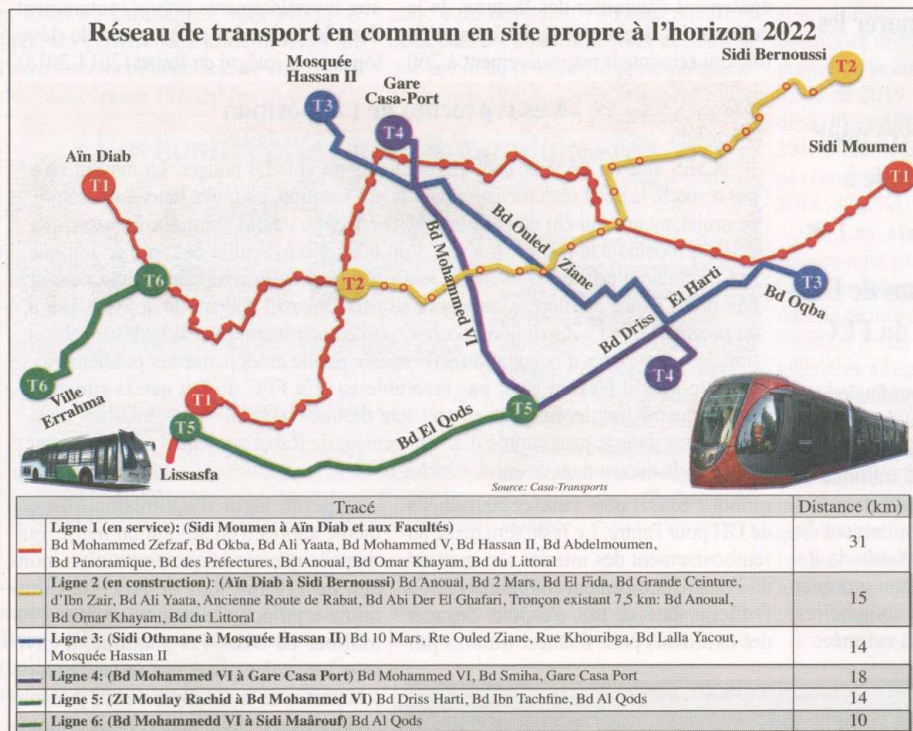 Réseau de transport en commun en site propre à l'horizon 2022
Sidi Bernoussi
T2
Mosquée
Hassan II
T3
Gare
Casa-Port
T4
Aïn Diab
T1
Sidi Moumen
T1
Bd Ouled
Ziane
Bd Mohammed VI
T6
T2
El Harti
Bd Driss
T3
Bd Oqba
T4
T6
Ville
Errahma
T1
T5
T5
Bd El Qods
Lissasfa
Source: Casa-Transports
Tracé
Distance (km)
Ligne 1 (en service): (Sidi Moumen à Aïn Diab et aux Facultés)
Bd Mohammed Zefzaf, Bd Okba, Bd Ali Yaata, Bd Mohammed V, Bd Hassan II, Bd Abdelmoumen,
Bd Panoramique, Bd des Préfectures, Bd Anoual, Bd Omar Khayam, Bd du Littoral
31
Ligne 2 (en construction): (Aïn Diab à Sidi Bernoussi) Bd Anoual, Bd 2 Mars, Bd El Fida, Bd Grande Ceinture,
d'Ibn Zair, Bd Ali Yaata, Ancienne Route de Rabat, Bd Abi Der El Ghafari, Tronçon existant 7,5 km: Bd Anoual,
Bd Omar Khayam, Bd du Littoral
15
Ligne 3: (Sidi Othmane à Mosquée Hassan II) Bd 10 Mars, Rte Ouled Ziane, Rue Khouribga, Bd Lalla Yacout,
Mosquée Hassan II
14
Ligne 4: (Bd Mohammed VI à Gare Casa Port) Bd Mohammed VI, Bd Smiha, Gare Casa Port
18
Ligne 5: (ZI Moulay Rachid à Bd Mohammed VI) Bd Driss Harti, Bd Ibn Tachfine, Bd Al Qods
14
Ligne 6: (Bd Mohammedd VI à Sidi Maârouf) Bd Al Qods
10